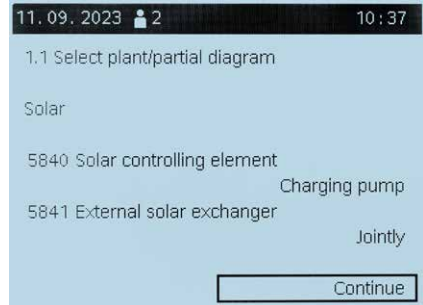 11.09.2023 2 10:37
1.1 Select plant/partial diagram
Solar
5840 Solar controlling element
Charging pump
5841 External solar exchanger
Jointly
Continue